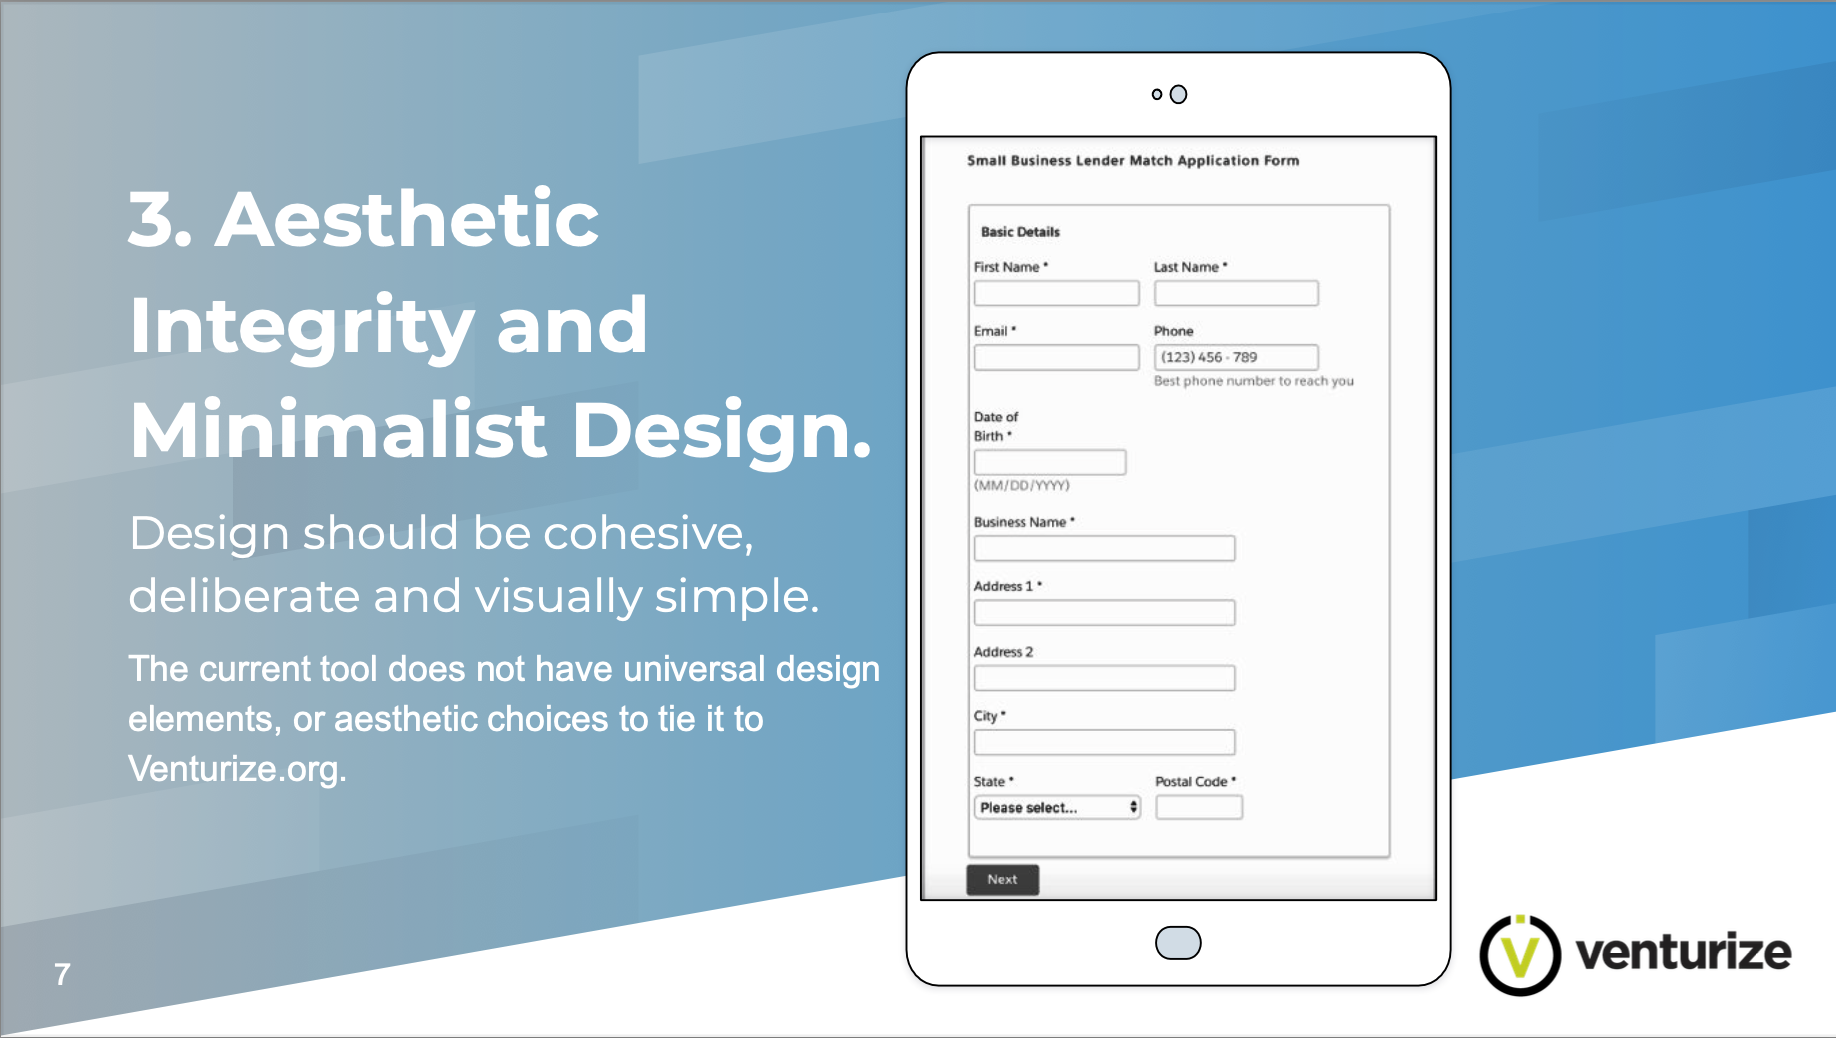 3. Aesthetic
Integrity and
Minimalist Design.
Design should be cohesive,
deliberate and visually simple.
The current tool does not have universal design
elements, or aesthetic choices to tie it to
Venturize.org.
7
Small Business Lender Match Application Form
Basic Details
First Name * Last Name *
Email * Phone
(123) 456 - 789
Best phone number to reach you
Date of
Birth *
(MM/DD/YYYY)
Business Name *
Address 1 *
Address 2
City *
State * Postal Code *
Please select...
Next
venturize